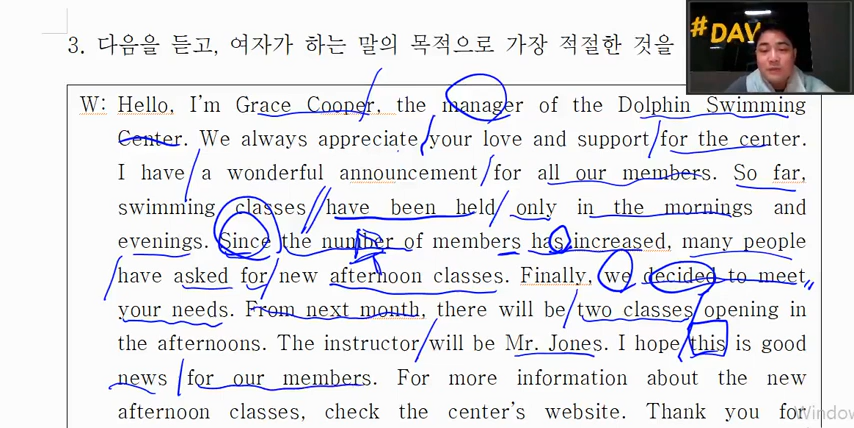 #DAY
3. 다음을 듣고, 여자가 하는 말의 목적으로 가장 적절한 것을
W: Hello, I'm Grace Cooper, the manager of the Dolphin Swimming
Center. We always appreciate your love and support for the center.
I have a wonderful announcement for all our members. So far,
swimming classes have been held only in the mornings and
evenings. Since the number of members has increased, many people
have asked for new afternoon classes. Finally, we decided to meet
your needs. From next month, there will be two classes opening in
the afternoons. The instructor will be Mr. Jones. I hope this is good
news for our members. For more information about the new
afternoon classes, check the center's website. Thank you for